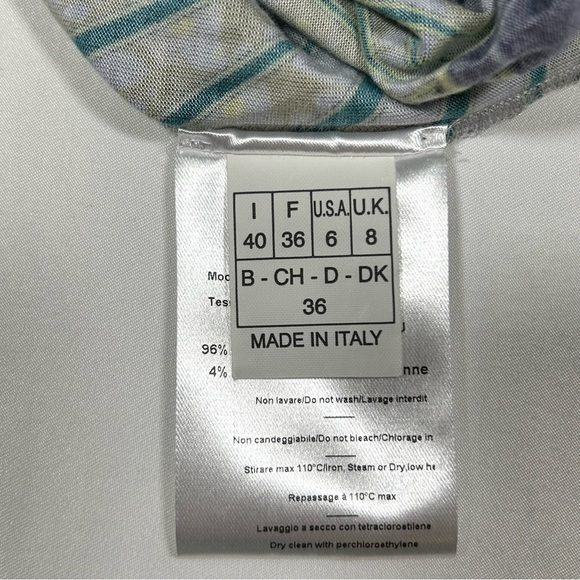 I F U.S.A. U.K.
40 36 6 8
B - CH - D - DK
36
MADE IN ITALY
96%
4%
Non lavare/Do not wash/Lavage interdit
Non candeggiabile/Do not bleach/Chlorage in
Stirare max 110°C/Iron, Steam or Dry,low he
Repassage à 110°C max
Lavaggio a secco con tetracloroetilene
Dry clean with perchloroethylene